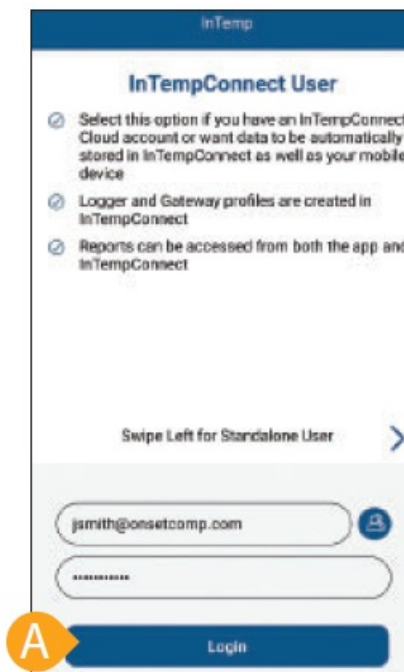 InTemp
InTempConnect User
Select this option if you have an InTempConnect
Cloud account or want data to be automatically
stored in InTempConnect as well as your mobile
device
Logger and Gateway profiles are created in
InTempConnect
Reports can be accessed from both the app and
InTempConnect
Swipe Left for Standalone User
jsmith@onsetcomp.com
•••••••••••
A
Login